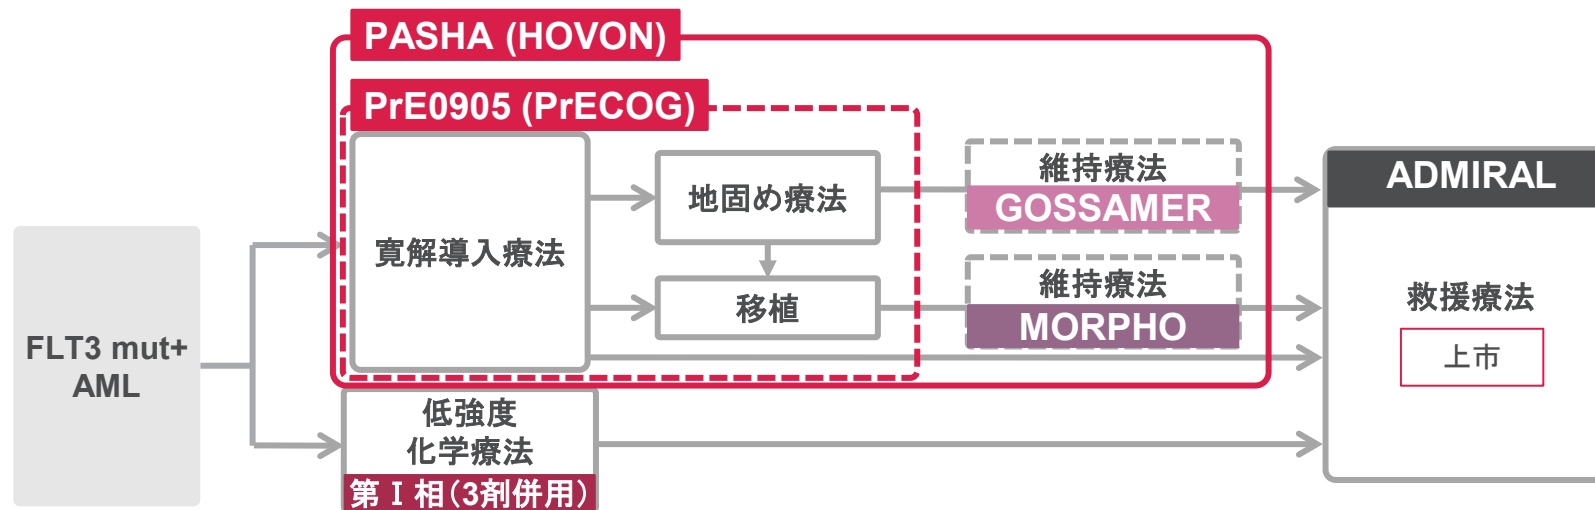 PASHA (HOVON)
PrE0905 (PrECOG)
FLT3 mut+
AML
寛解導入療法
地固め療法
移植
維持療法
GOSSAMER
維持療法
MORPHO
低強度
化学療法
第Ⅰ相(3剤併用)
ADMIRAL
救援療法
上市